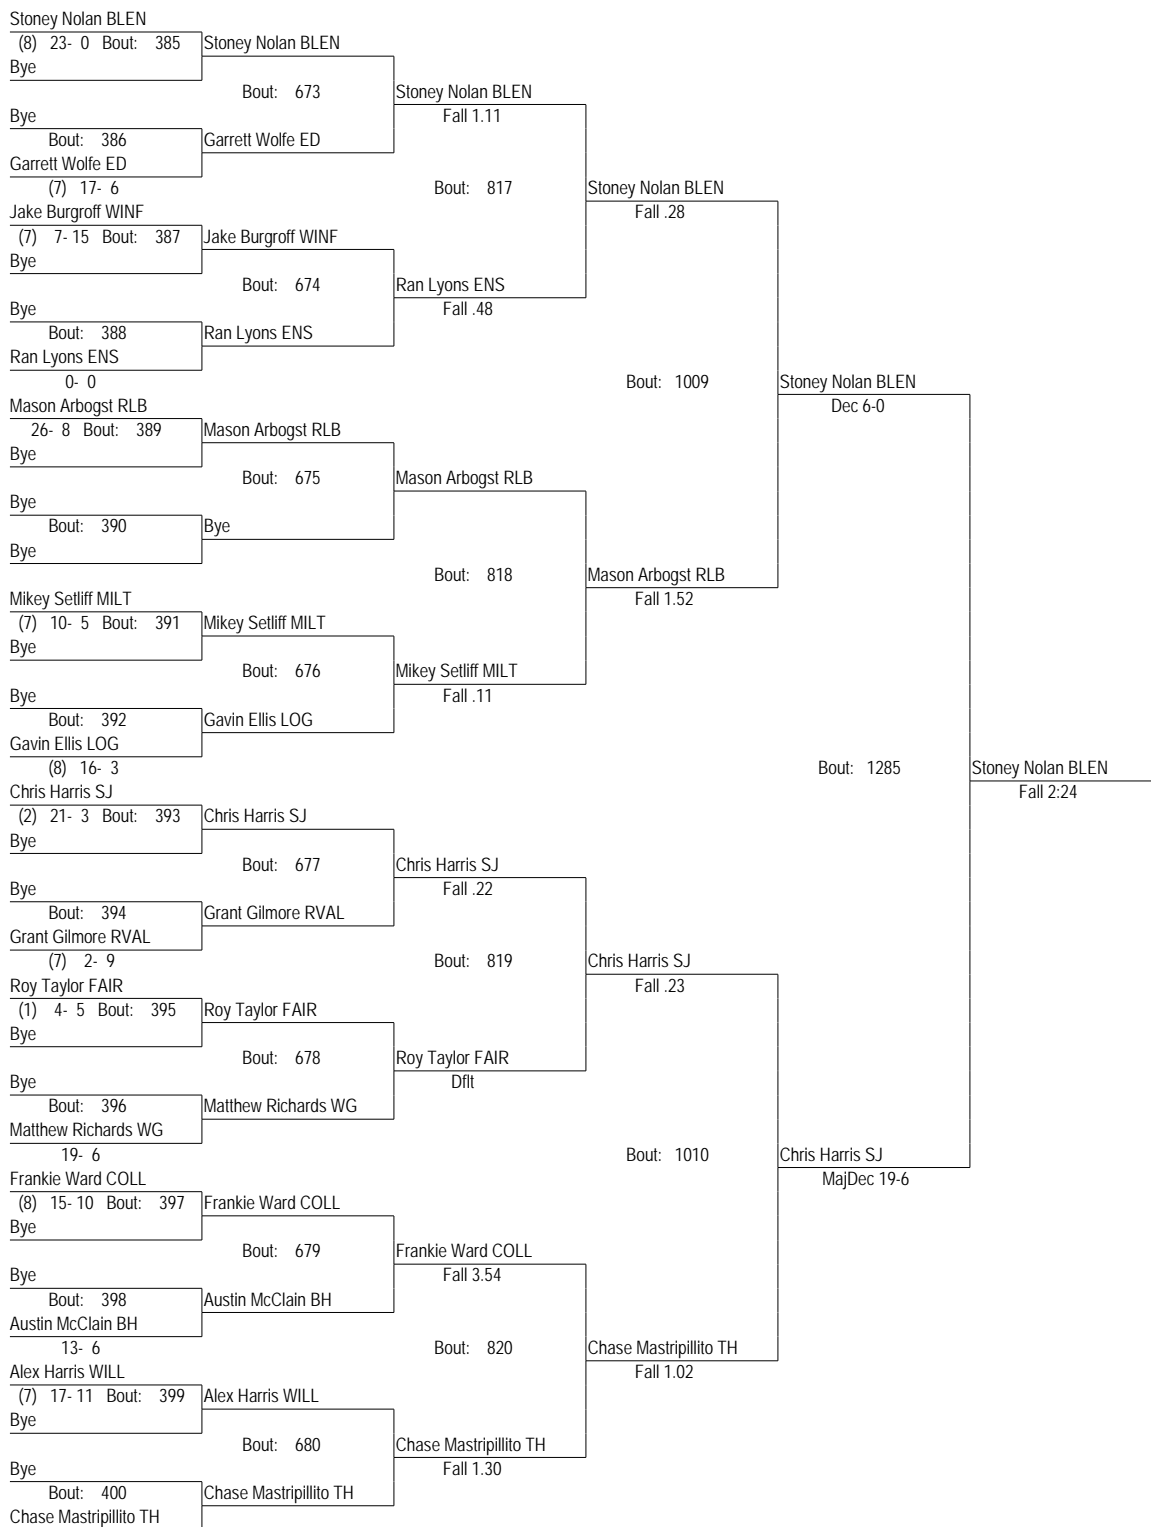 Stoney Nolan BLEN
(8) 23- 0 Bout: 385 Stoney Nolan BLEN
Bye
Bout: 673 Stoney Nolan BLEN
Bye Fall 1.11
Bout: 386 Garrett Wolfe ED
Garrett Wolfe ED
(7) 17- 6 Bout: 817 Stoney Nolan BLEN
Jake Burgroff WINF Fall .28
(7) 7- 15 Bout: 387 Jake Burgroff WINF
Bye
Bout: 674 Ran Lyons ENS
Bye Fall .48
Bout: 388 Ran Lyons ENS
Ran Lyons ENS
0- 0 Bout: 1009 Stoney Nolan BLEN
Mason Arbogst RLB Dec 6-0
26- 8 Bout: 389 Mason Arbogst RLB
Bye
Bout: 675 Mason Arbogst RLB
Bye
Bout: 390 Bye
Bye
Bout: 818 Mason Arbogst RLB
Mikey Setliff MILT Fall 1.52
(7) 10- 5 Bout: 391 Mikey Setliff MILT
Bye
Bout: 676 Mikey Setliff MILT
Bye Fall .11
Bout: 392 Gavin Ellis LOG
Gavin Ellis LOG
(8) 16- 3 Bout: 1285 Stoney Nolan BLEN
Chris Harris SJ Fall 2:24
(2) 21- 3 Bout: 393 Chris Harris SJ
Bye
Bout: 677 Chris Harris SJ
Bye Fall .22
Bout: 394 Grant Gilmore RVAL
Grant Gilmore RVAL
(7) 2- 9 Bout: 819 Chris Harris SJ
Roy Taylor FAIR Fall .23
(1) 4- 5 Bout: 395 Roy Taylor FAIR
Bye
Bout: 678 Roy Taylor FAIR
Bye Dflt
Bout: 396 Matthew Richards WG
Matthew Richards WG
19- 6 Bout: 1010 Chris Harris SJ
Frankie Ward COLL MajDec 19-6
(8) 15- 10 Bout: 397 Frankie Ward COLL
Bye
Bout: 679 Frankie Ward COLL
Bye Fall 3.54
Bout: 398 Austin McClain BH
Austin McClain BH
13- 6 Bout: 820 Chase Mastripillito TH
Alex Harris WILL Fall 1.02
(7) 17- 11 Bout: 399 Alex Harris WILL
Bye
Bout: 680 Chase Mastripillito TH
Bye Fall 1.30
Bout: 400 Chase Mastripillito TH
Chase Mastripillito TH